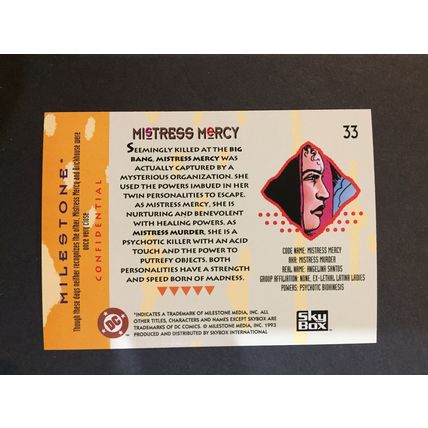 MISTRESS MERCY
33
SEEMINGLY KILLED AT THE BIG
BANG, MISTRESS MERCY WAS
ACTUALLY CAPTURED BY A
MYSTERIOUS ORGANIZATION. SHE
USED THE POWERS IMBUED IN HER
TWIN PERSONALITIES TO ESCAPE.
AS MISTRESS MERCY, SHE IS
NURTURING AND BENEVOLENT
WITH HEALING POWERS. AS
MISTRESS MURDER, SHE IS A
PSYCHOTIC KILLER WITH AN ACID
TOUCH AND THE POWER TO
PUTREFY OBJECTS. BOTH
PERSONALITIES HAVE A STRENGTH
AND SPEED BORN OF MADNESS.
CODE NAME: MISTRESS MERCY
AKA: MISTRESS MURDER
REAL NAME: ANGELINA SANTOS
GROUP AFFILIATION: NONE, EX-LETHAL LATINA LADIES
POWERS: PSYCHOTIC BIOKINESIS
*INDICATES A TRADEMARK OF MILESTONE MEDIA, INC. ALL
OTHER TITLES, CHARACTERS AND NAMES EXCEPT SKYBOX ARE
TRADEMARKS OF DC COMICS. © MILESTONE MEDIA, INC. 1993
PRODUCED AND DISTRIBUTED BY SKYBOX INTERNATIONAL
DC
SKY
BOX
MILESTONE*
Though these days neither recognizes the other, Mistress Mercy and Brickhouse were
once very close.
CONFIDENTIAL